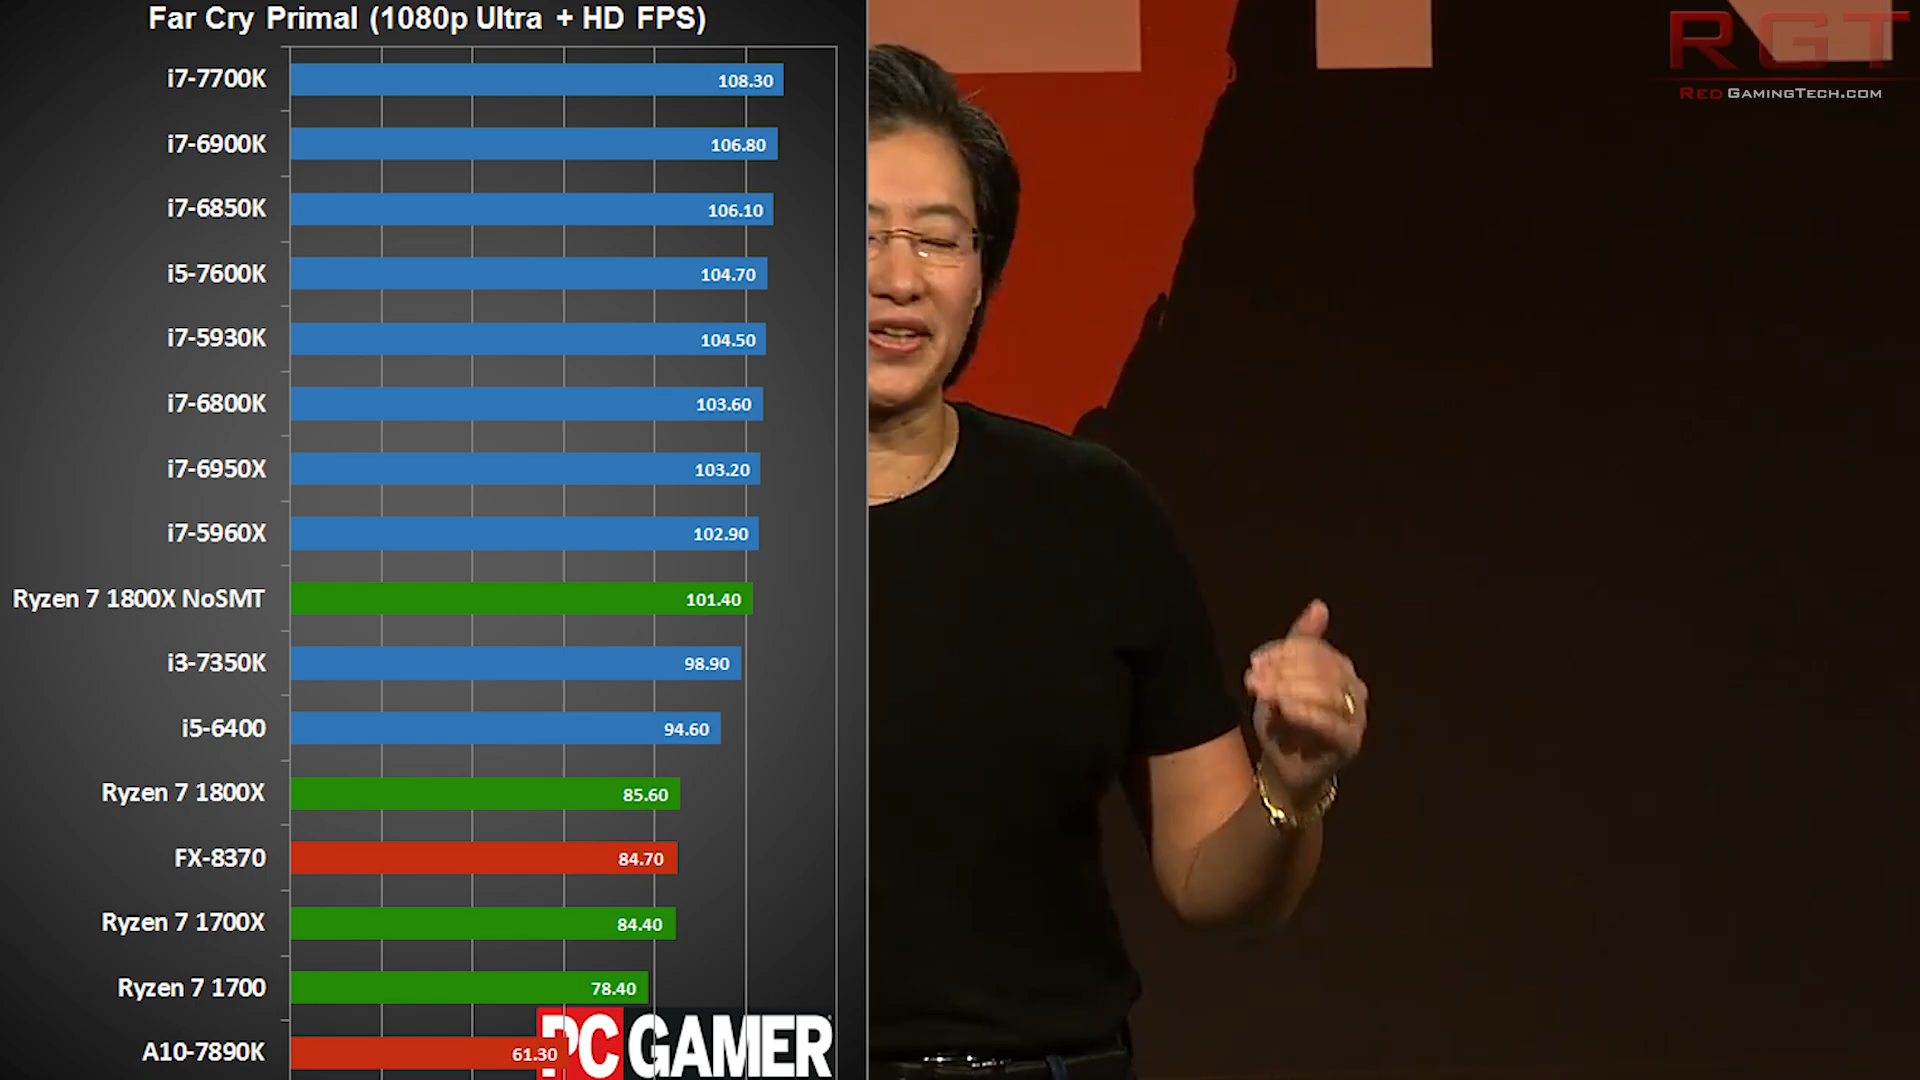 Far Cry Primal (1080p Ultra + HD FPS)
i7-7700K 108.30
i7-6900K 106.80
i7-6850K 106.10
i5-7600K 104.70
i7-5930K 104.50
i7-6800K 103.60
i7-6950X 103.20
i7-5960X 102.90
Ryzen 7 1800X NoSMT 101.40
i3-7350K 98.90
i5-6400 94.60
Ryzen 7 1800X 85.60
FX-8370 84.70
Ryzen 7 1700X 84.40
Ryzen 7 1700 78.40
A10-7890K 61.30
PC GAMER
RGT
RedGamingTech.com